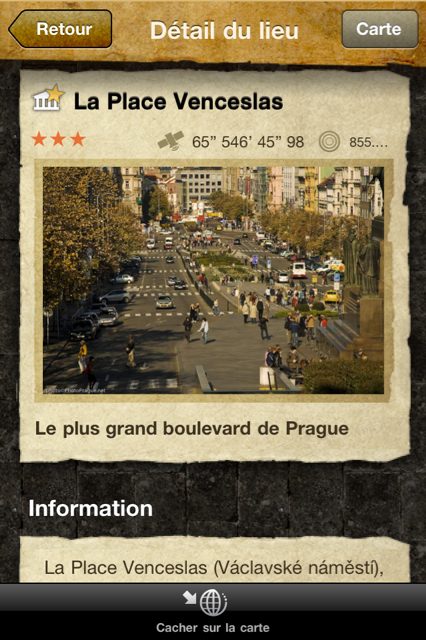 Retour
Détail du lieu
Carte
La Place Venceslas
65” 546’ 45” 98
855....
Le plus grand boulevard de Prague
Information
La Place Venceslas (Václavské náměstí),
Cacher sur la carte